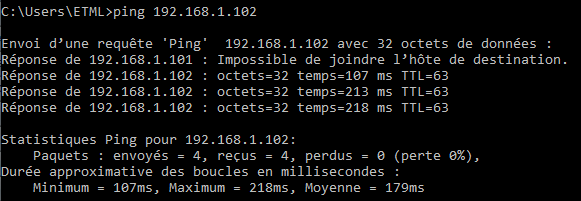 C:\Users\ETML>ping 192.168.1.102
Envoi d’une requête 'Ping'  192.168.1.102 avec 32 octets de données :
Réponse de 192.168.1.101 : Impossible de joindre l’hôte de destination.
Réponse de 192.168.1.102 : octets=32 temps=107 ms TTL=63
Réponse de 192.168.1.102 : octets=32 temps=213 ms TTL=63
Réponse de 192.168.1.102 : octets=32 temps=218 ms TTL=63
Statistiques Ping pour 192.168.1.102:
    Paquets : envoyés = 4, reçus = 4, perdus = 0 (perte 0%),
Durée approximative des boucles en millisecondes :
    Minimum = 107ms, Maximum = 218ms, Moyenne = 179ms